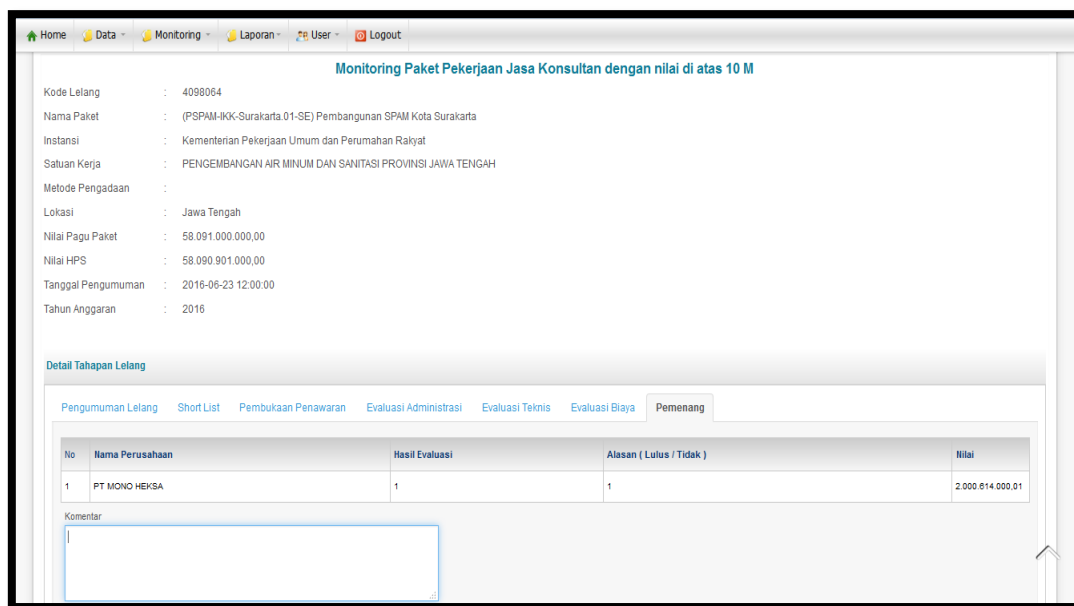 Home Data Monitoring Laporan User Logout
Monitoring Paket Pekerjaan Jasa Konsultan dengan nilai di atas 10 M
Kode Lelang : 4098064
Nama Paket : (PSPAM-IKK-Surakarta.01-SE) Pembangunan SPAM Kota Surakarta
Instansi : Kementerian Pekerjaan Umum dan Perumahan Rakyat
Satuan Kerja : PENGEMBANGAN AIR MINUM DAN SANITASI PROVINSI JAWA TENGAH
Metode Pengadaan :
Lokasi : Jawa Tengah
Nilai Pagu Paket : 58.091.000.000,00
Nilai HPS : 58.090.901.000,00
Tanggal Pengumuman : 2016-06-23 12:00:00
Tahun Anggaran : 2016
Detail Tahapan Lelang
Pengumuman Lelang Short List Pembukaan Penawaran Evaluasi Administrasi Evaluasi Teknis Evaluasi Biaya Pemenang
No Nama Perusahaan Hasil Evaluasi Alasan ( Lulus / Tidak ) Nilai
1 PT MONO HEKSA 1 1 2.000.614.000,01
Komentar